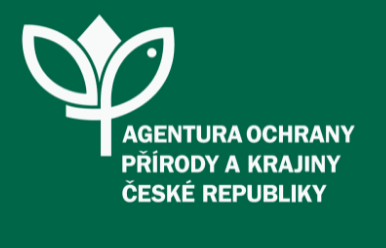 AGENTURA OCHRANY
PŘÍRODY A KRAJINY
ČESKÉ REPUBLIKY